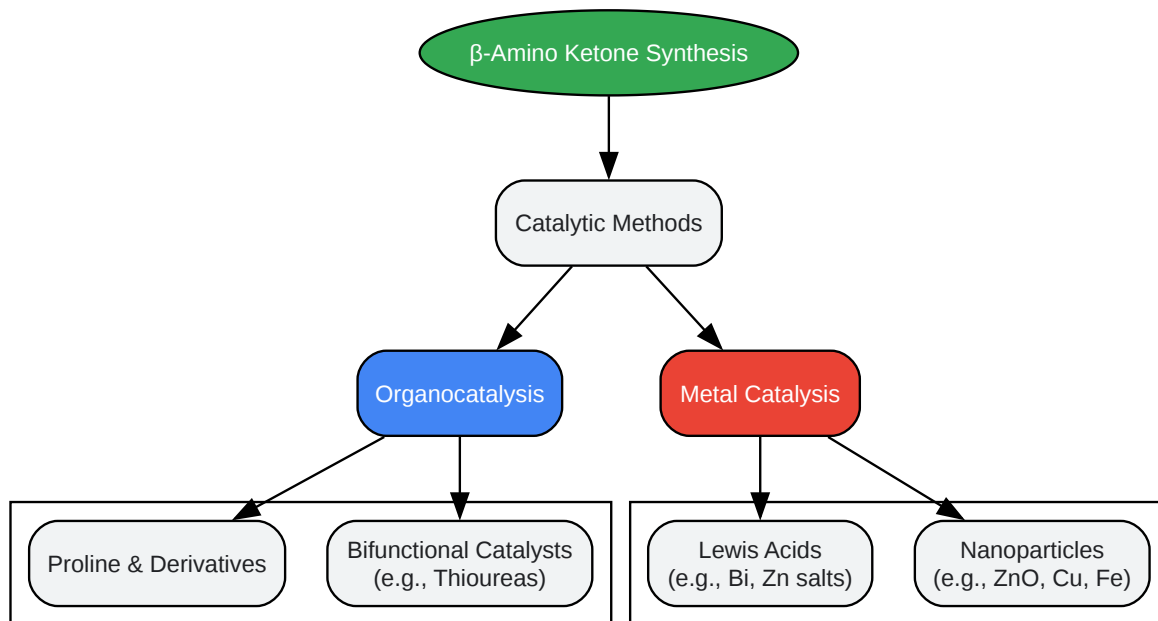 β-Amino Ketone Synthesis
Catalytic Methods
Organocatalysis
Metal Catalysis
Proline & Derivatives
Bifunctional Catalysts
(e.g., Thioureas)
Lewis Acids
(e.g., Bi, Zn salts)
Nanoparticles
(e.g., ZnO, Cu, Fe)